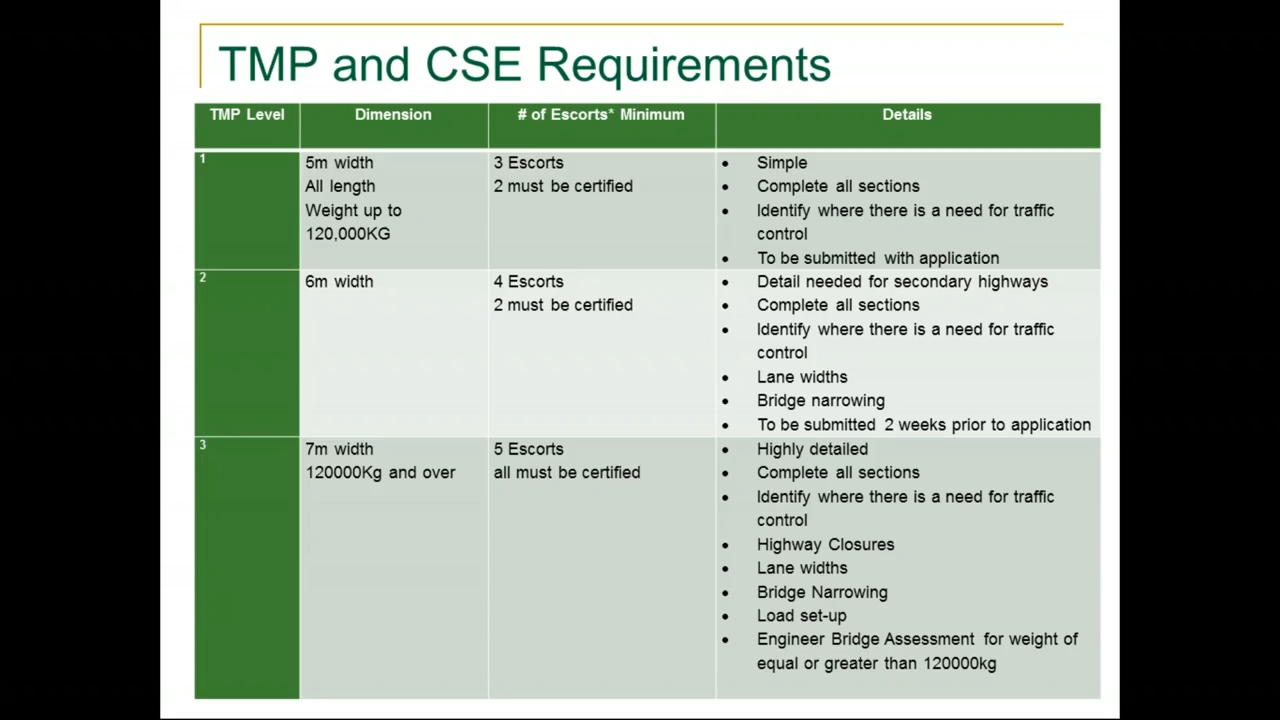 TMP and CSE Requirements
TMP Level
Dimension
# of Escorts* Minimum
Details
1
5m width
All length
Weight up to
120,000KG
3 Escorts
2 must be certified
• Simple
• Complete all sections
• Identify where there is a need for traffic
control
• To be submitted with application
2
6m width
4 Escorts
2 must be certified
• Detail needed for secondary highways
• Complete all sections
• Identify where there is a need for traffic
control
• Lane widths
• Bridge narrowing
• To be submitted 2 weeks prior to application
3
7m width
120000Kg and over
5 Escorts
all must be certified
• Highly detailed
• Complete all sections
• Identify where there is a need for traffic
control
• Highway Closures
• Lane widths
• Bridge Narrowing
• Load set-up
• Engineer Bridge Assessment for weight of
equal or greater than 120000kg